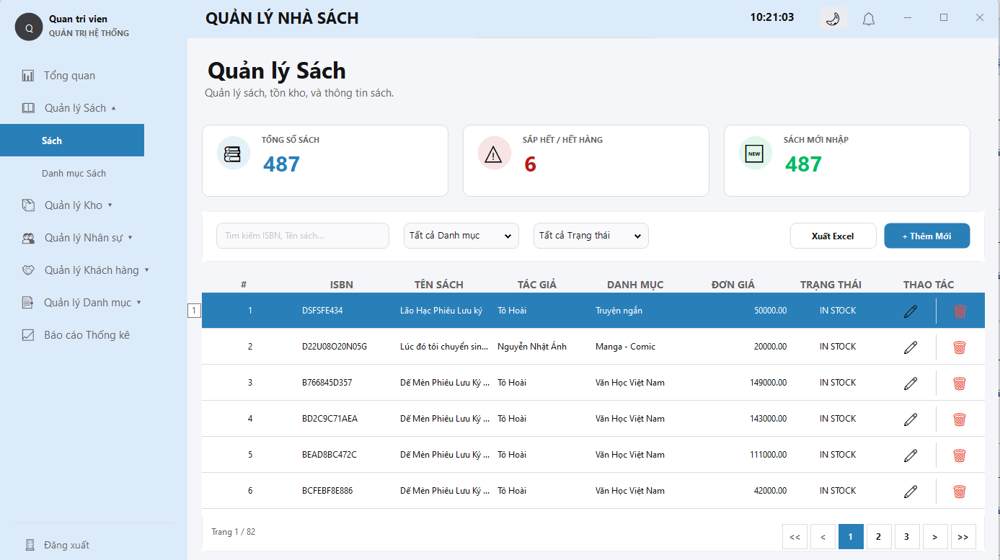 Q
Quan tri vien
QUẢN TRỊ HỆ THỐNG
QUẢN LÝ NHÀ SÁCH
10:21:03
Tổng quan
Quản lý Sách
Sách
Danh mục Sách
Quản lý Kho
Quản lý Nhân sự
Quản lý Khách hàng
Quản lý Danh mục
Báo cáo Thống kê
Đăng xuất
Quản lý Sách
Quản lý sách, tồn kho, và thông tin sách.
TỔNG SỐ SÁCH
487
SẮP HẾT / HẾT HÀNG
6
NEW
SÁCH MỚI NHẬP
487
Tìm kiếm ISBN, Tên sách...
Tất cả Danh mục
Tất cả Trạng thái
Xuất Excel
+ Thêm Mới
# ISBN TÊN SÁCH TÁC GIẢ DANH MỤC ĐƠN GIÁ TRẠNG THÁI THAO TÁC
1 1 DSFSFE434 Lão Hạc Phiêu Lưu ký Tô Hoài Truyện ngắn 50000.00 IN STOCK
2 D22U08O20N05G Lúc đó tôi chuyển sin... Nguyễn Nhật Ánh Manga - Comic 20000.00 IN STOCK
3 B766845D357 Dế Mèn Phiêu Lưu Ký ... Tô Hoài Văn Học Việt Nam 149000.00 IN STOCK
4 BD2C9C71AEA Dế Mèn Phiêu Lưu Ký ... Tô Hoài Văn Học Việt Nam 143000.00 IN STOCK
5 BEAD8BC472C Dế Mèn Phiêu Lưu Ký ... Tô Hoài Văn Học Việt Nam 111000.00 IN STOCK
6 BCFEBF8E886 Dế Mèn Phiêu Lưu Ký ... Tô Hoài Văn Học Việt Nam 42000.00 IN STOCK
Trang 1 / 82
<< < 1 2 3 > >>